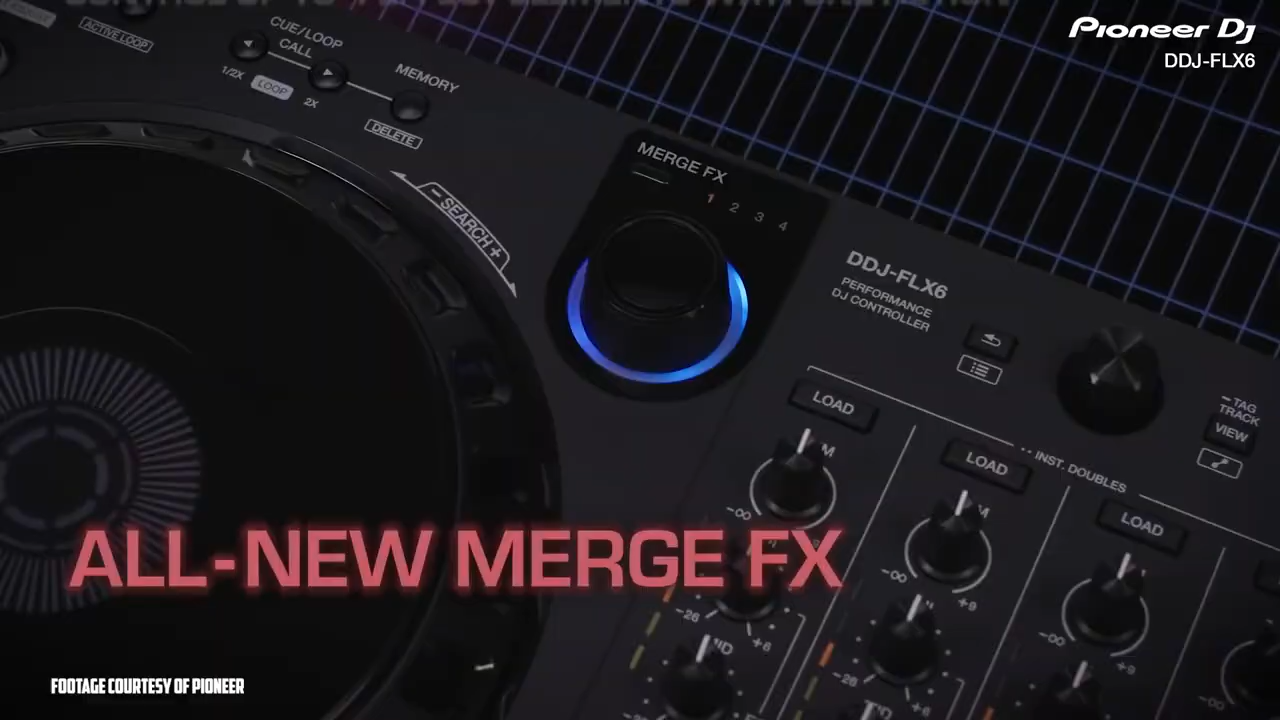 Pioneer Dj
DDJ-FLX6
ACTIVE LOOP
CUE/LOOP
CALL
1/2X
LOOP
2X
MEMORY
DELETE
− SEARCH +
MERGE FX
1 2 3 4
DDJ-FLX6
PERFORMANCE
DJ CONTROLLER
TAG
TRACK
VIEW
LOAD
LOAD
INST. DOUBLES
LOAD
-∞
-∞ +9
-∞ +9
-∞
-26 +6
-26 +6
-26
ALL-NEW MERGE FX
FOOTAGE COURTESY OF PIONEER